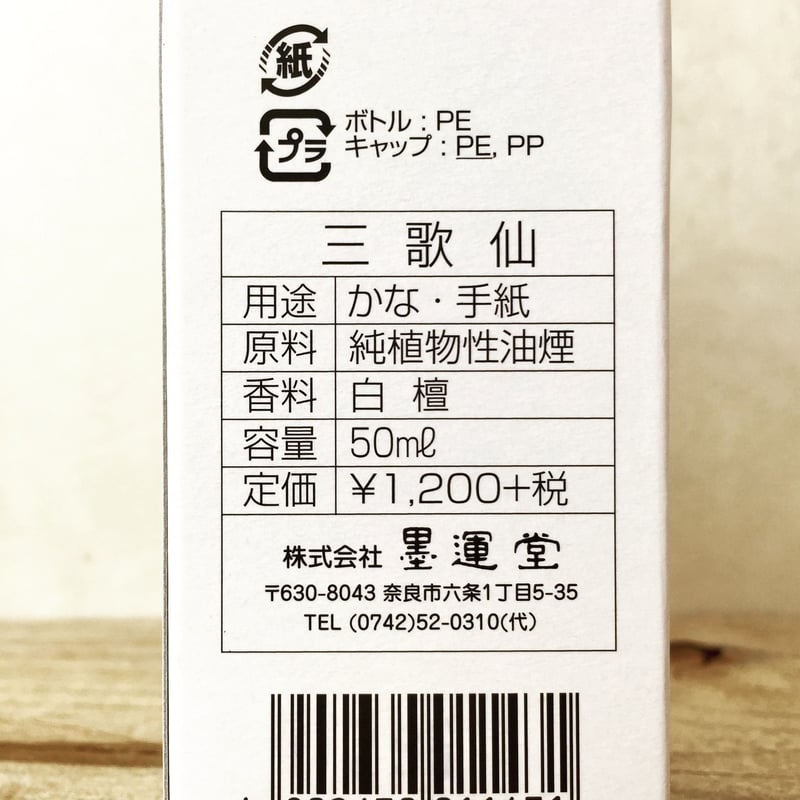 紙
プラ
ボトル : PE
キャップ : PE, PP
三歌仙
用途 かな・手紙
原料 純植物性油煙
香料 白檀
容量 50mℓ
定価 ¥1,200+税
株式会社 墨運堂
〒630-8043 奈良市六条1丁目5-35
TEL (0742)52-0310(代)